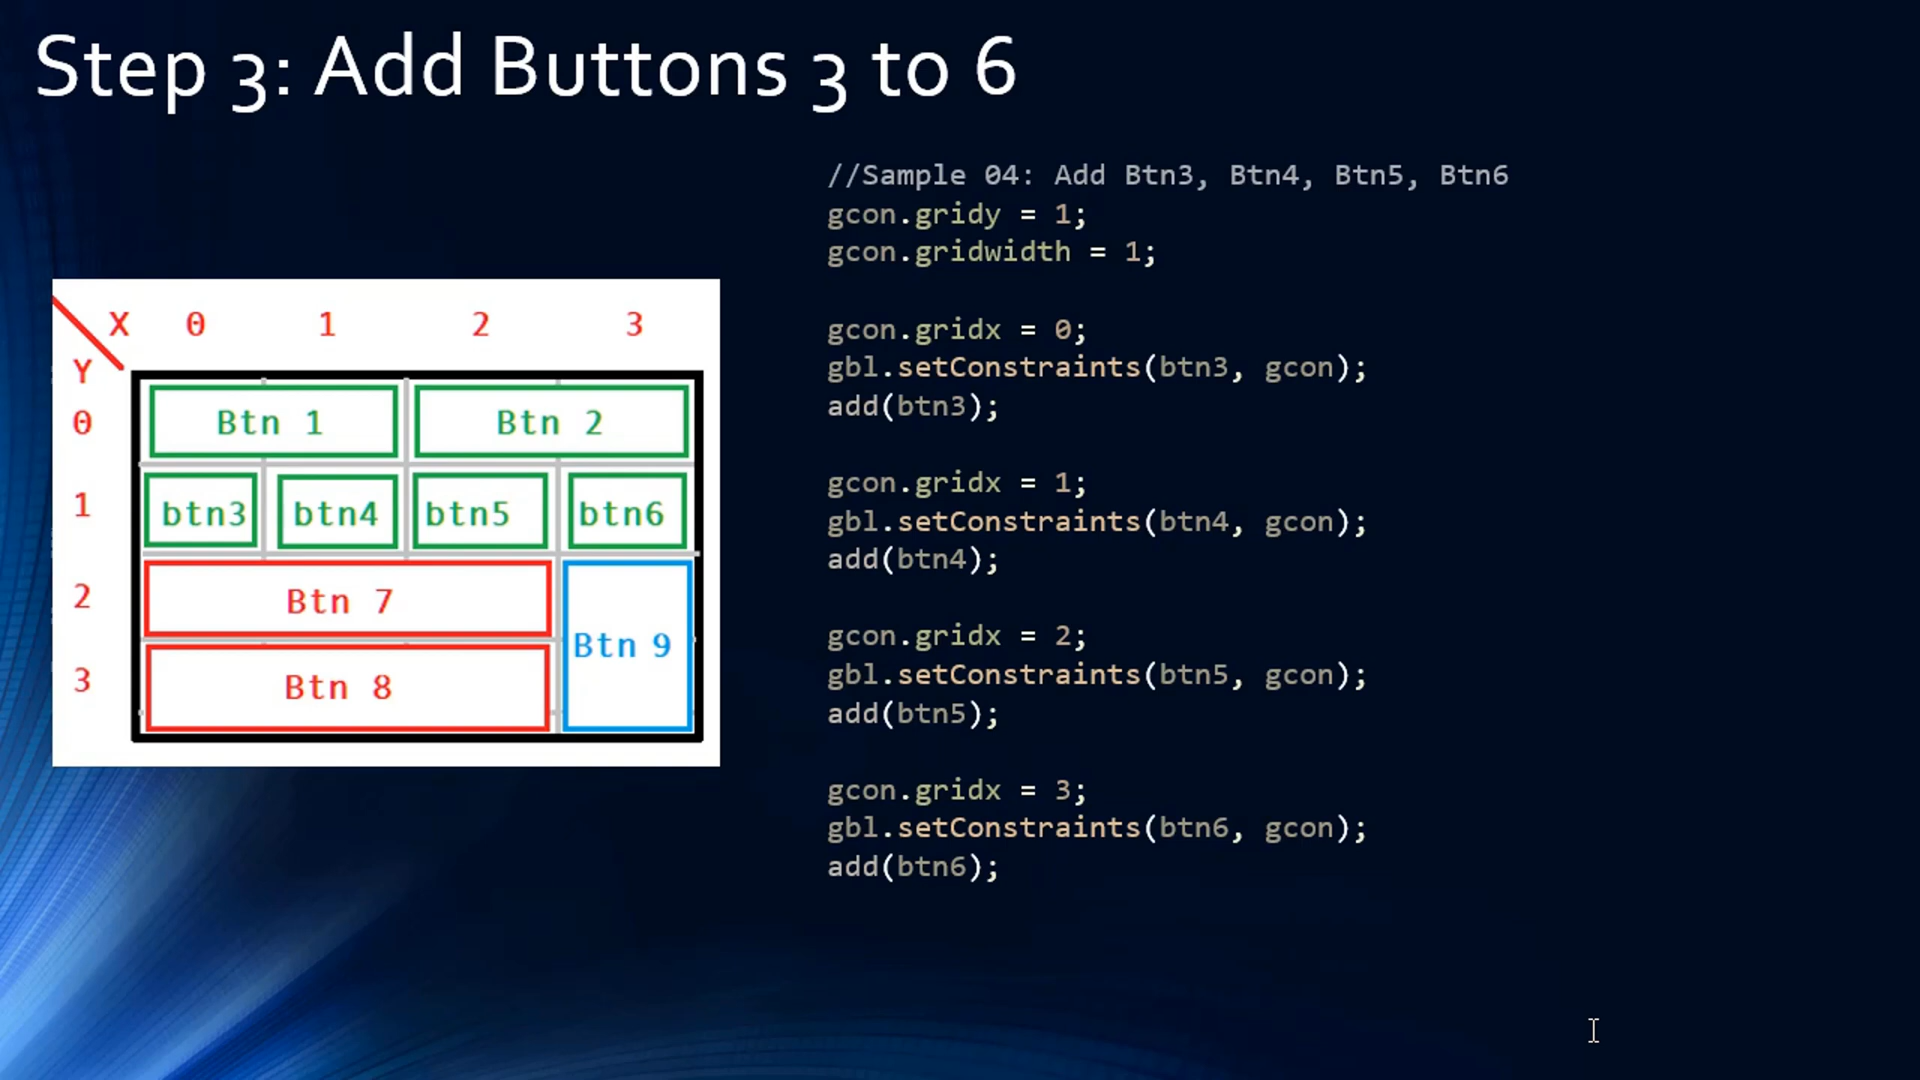 Step 3: Add Buttons 3 to 6
X 0 1 2 3
Y
0 Btn 1 Btn 2
1 btn3 btn4 btn5 btn6
2 Btn 7
Btn 9
3 Btn 8
//Sample 04: Add Btn3, Btn4, Btn5, Btn6
gcon.gridy = 1;
gcon.gridwidth = 1;
gcon.gridx = 0;
gbl.setConstraints(btn3, gcon);
add(btn3);
gcon.gridx = 1;
gbl.setConstraints(btn4, gcon);
add(btn4);
gcon.gridx = 2;
gbl.setConstraints(btn5, gcon);
add(btn5);
gcon.gridx = 3;
gbl.setConstraints(btn6, gcon);
add(btn6);